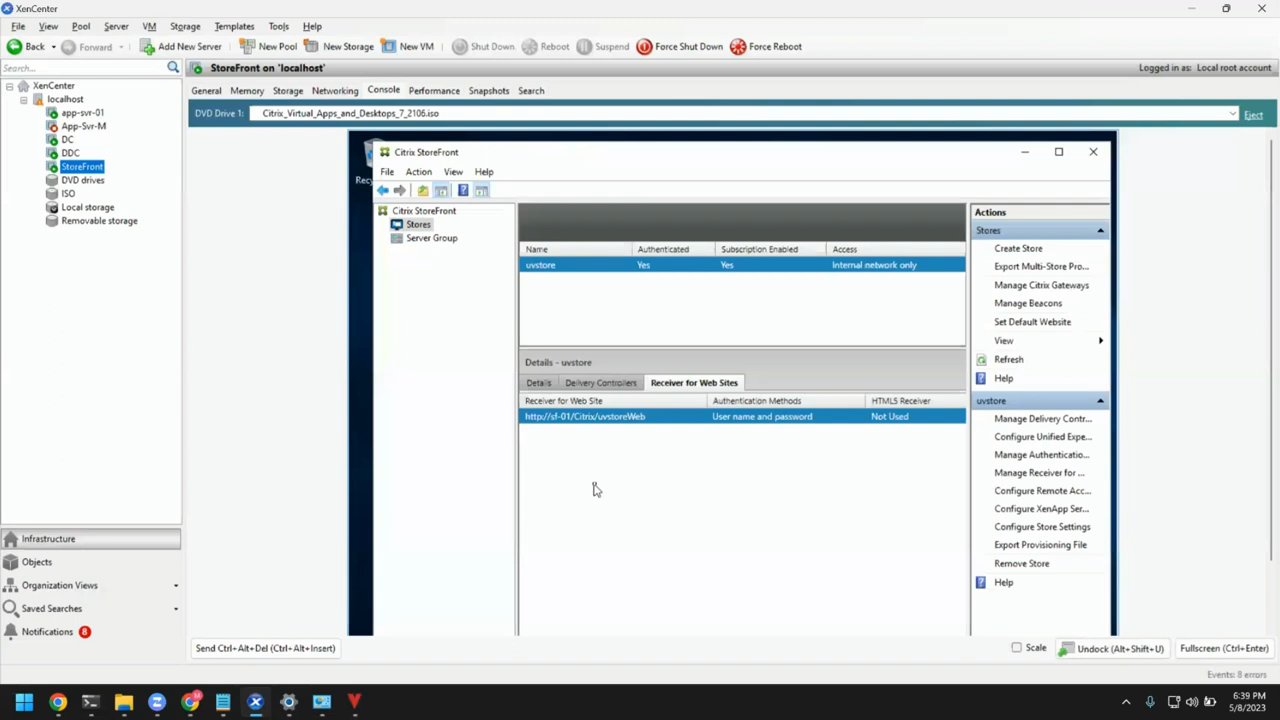 XenCenter
File View Pool Server VM Storage Templates Tools Help
Back Forward Add New Server New Pool New Storage New VM Shut Down Reboot Suspend Force Shut Down Force Reboot
Search...
StoreFront on 'localhost'
Logged in as: Local root account
XenCenter
localhost
app-svr-01
App-Svr-M
DC
DDC
StoreFront
DVD drives
ISO
Local storage
Removable storage
General Memory Storage Networking Console Performance Snapshots Search
DVD Drive 1: Citrix_Virtual_Apps_and_Desktops_7_2106.iso Eject
Citrix StoreFront
File Action View Help
Citrix StoreFront
Stores
Server Group
Name Authenticated Subscription Enabled Access
uvstore Yes Yes Internal network only
Details - uvstore
Details Delivery Controllers Receiver for Web Sites
Receiver for Web Site Authentication Methods HTML5 Receiver
http://sf-01/Citrix/uvstoreWeb User name and password Not Used
Actions
Stores
Create Store
Export Multi-Store Pro...
Manage Citrix Gateways
Manage Beacons
Set Default Website
View
Refresh
Help
uvstore
Manage Delivery Contr...
Configure Unified Expe...
Manage Authenticatio...
Manage Receiver for ...
Configure Remote Acc...
Configure XenApp Ser...
Configure Store Settings
Export Provisioning File
Remove Store
Help
Infrastructure
Objects
Organization Views
Saved Searches
Notifications 8
Send Ctrl+Alt+Del (Ctrl+Alt+Insert)
Scale Undock (Alt+Shift+U) Fullscreen (Ctrl+Enter)
Events: 8 errors
6:39 PM
5/8/2023